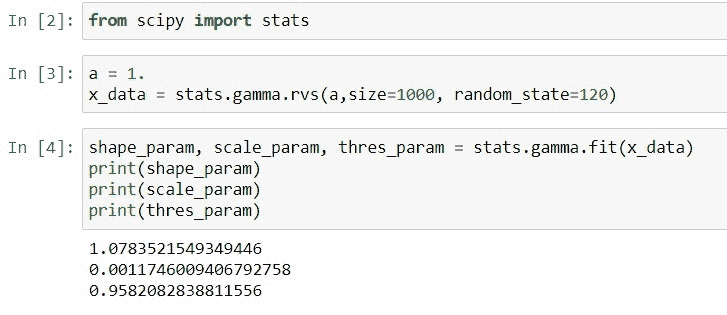 In [2]: from scipy import stats
In [3]: a = 1.
x_data = stats.gamma.rvs(a,size=1000, random_state=120)
In [4]: shape_param, scale_param, thres_param = stats.gamma.fit(x_data)
print(shape_param)
print(scale_param)
print(thres_param)
1.0783521549349446
0.0011746009406792758
0.9582082838811556